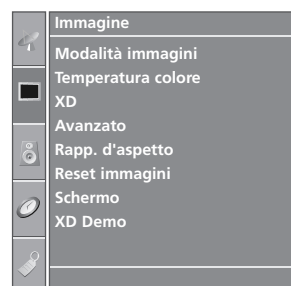 Immagine
Modalità immagini
Temperatura colore
XD
Avanzato
Rapp. d'aspetto
Reset immagini
Schermo
XD Demo